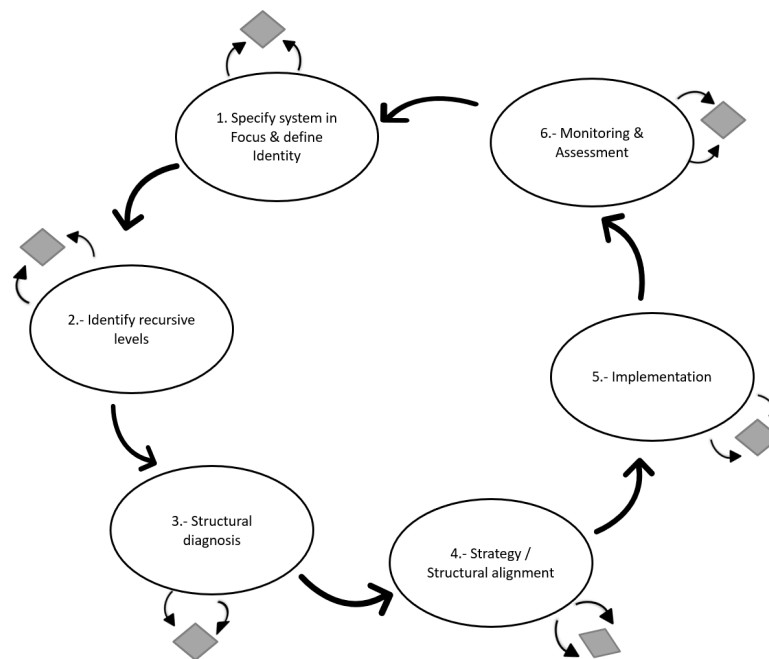 1. Specify system in
Focus & define
Identity
2.- Identify recursive
levels
3.- Structural
diagnosis
4.- Strategy /
Structural alignment
5.- Implementation
6.- Monitoring &
Assessment